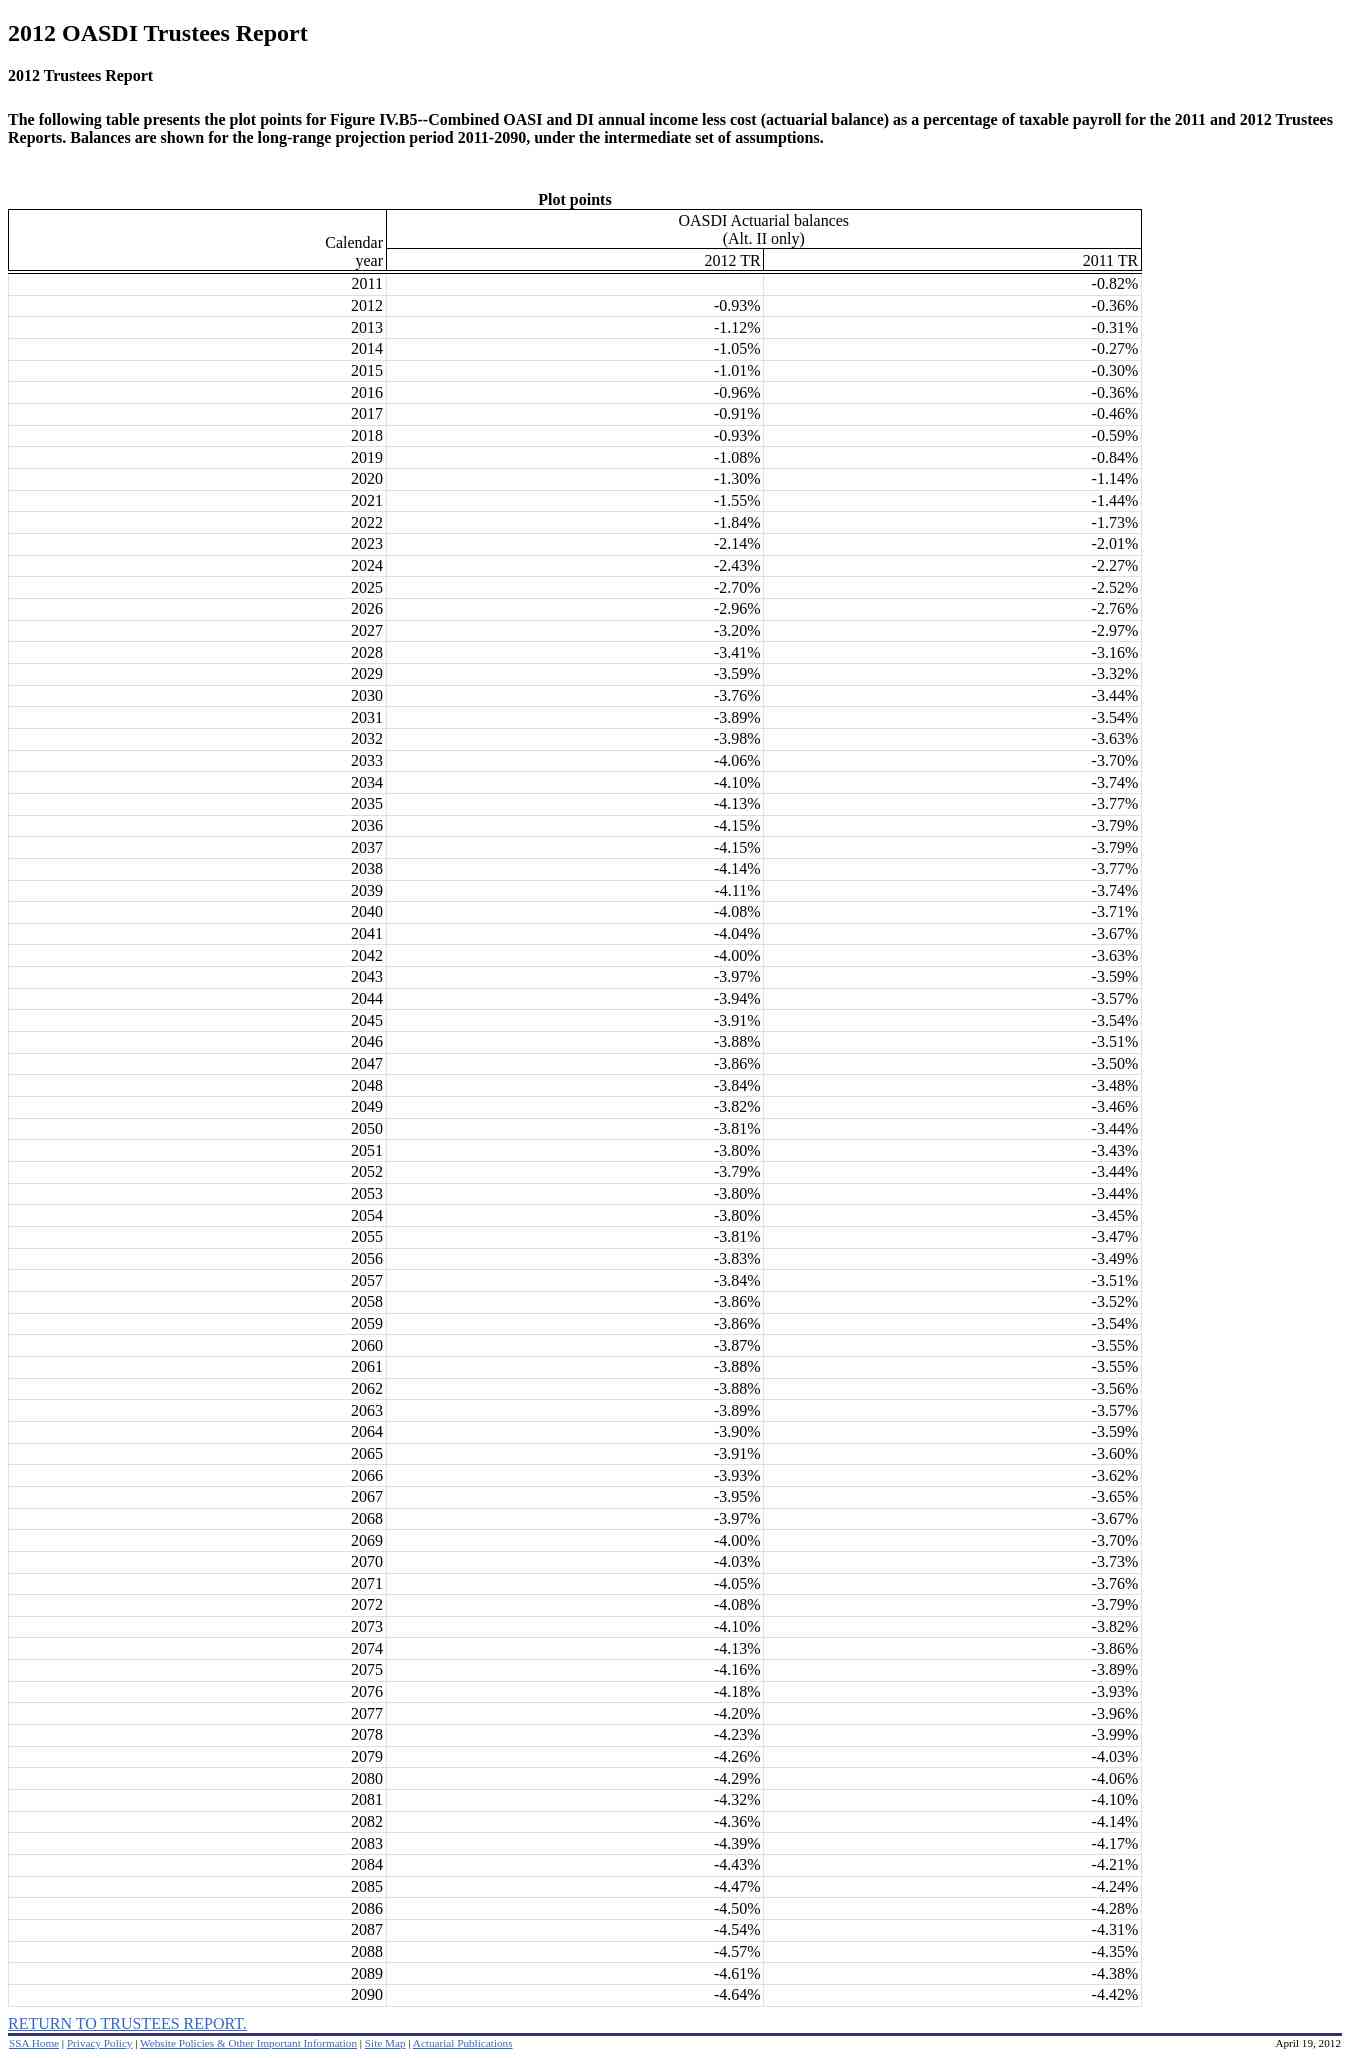 2012 OASDI Trustees Report
2012 Trustees Report
The following table presents the plot points for Figure IV.B5--Combined OASI and DI annual income less cost (actuarial balance) as a percentage of taxable payroll for the 2011 and 2012 Trustees
Reports. Balances are shown for the long-range projection period 2011-2090, under the intermediate set of assumptions.
Plot points
Calendar
year
OASDI Actuarial balances
(Alt. II only)
2012 TR 2011 TR
2011 -0.82%
2012 -0.93% -0.36%
2013 -1.12% -0.31%
2014 -1.05% -0.27%
2015 -1.01% -0.30%
2016 -0.96% -0.36%
2017 -0.91% -0.46%
2018 -0.93% -0.59%
2019 -1.08% -0.84%
2020 -1.30% -1.14%
2021 -1.55% -1.44%
2022 -1.84% -1.73%
2023 -2.14% -2.01%
2024 -2.43% -2.27%
2025 -2.70% -2.52%
2026 -2.96% -2.76%
2027 -3.20% -2.97%
2028 -3.41% -3.16%
2029 -3.59% -3.32%
2030 -3.76% -3.44%
2031 -3.89% -3.54%
2032 -3.98% -3.63%
2033 -4.06% -3.70%
2034 -4.10% -3.74%
2035 -4.13% -3.77%
2036 -4.15% -3.79%
2037 -4.15% -3.79%
2038 -4.14% -3.77%
2039 -4.11% -3.74%
2040 -4.08% -3.71%
2041 -4.04% -3.67%
2042 -4.00% -3.63%
2043 -3.97% -3.59%
2044 -3.94% -3.57%
2045 -3.91% -3.54%
2046 -3.88% -3.51%
2047 -3.86% -3.50%
2048 -3.84% -3.48%
2049 -3.82% -3.46%
2050 -3.81% -3.44%
2051 -3.80% -3.43%
2052 -3.79% -3.44%
2053 -3.80% -3.44%
2054 -3.80% -3.45%
2055 -3.81% -3.47%
2056 -3.83% -3.49%
2057 -3.84% -3.51%
2058 -3.86% -3.52%
2059 -3.86% -3.54%
2060 -3.87% -3.55%
2061 -3.88% -3.55%
2062 -3.88% -3.56%
2063 -3.89% -3.57%
2064 -3.90% -3.59%
2065 -3.91% -3.60%
2066 -3.93% -3.62%
2067 -3.95% -3.65%
2068 -3.97% -3.67%
2069 -4.00% -3.70%
2070 -4.03% -3.73%
2071 -4.05% -3.76%
2072 -4.08% -3.79%
2073 -4.10% -3.82%
2074 -4.13% -3.86%
2075 -4.16% -3.89%
2076 -4.18% -3.93%
2077 -4.20% -3.96%
2078 -4.23% -3.99%
2079 -4.26% -4.03%
2080 -4.29% -4.06%
2081 -4.32% -4.10%
2082 -4.36% -4.14%
2083 -4.39% -4.17%
2084 -4.43% -4.21%
2085 -4.47% -4.24%
2086 -4.50% -4.28%
2087 -4.54% -4.31%
2088 -4.57% -4.35%
2089 -4.61% -4.38%
2090 -4.64% -4.42%
RETURN TO TRUSTEES REPORT.
SSA Home | Privacy Policy | Website Policies & Other Important Information | Site Map | Actuarial Publications April 19, 2012